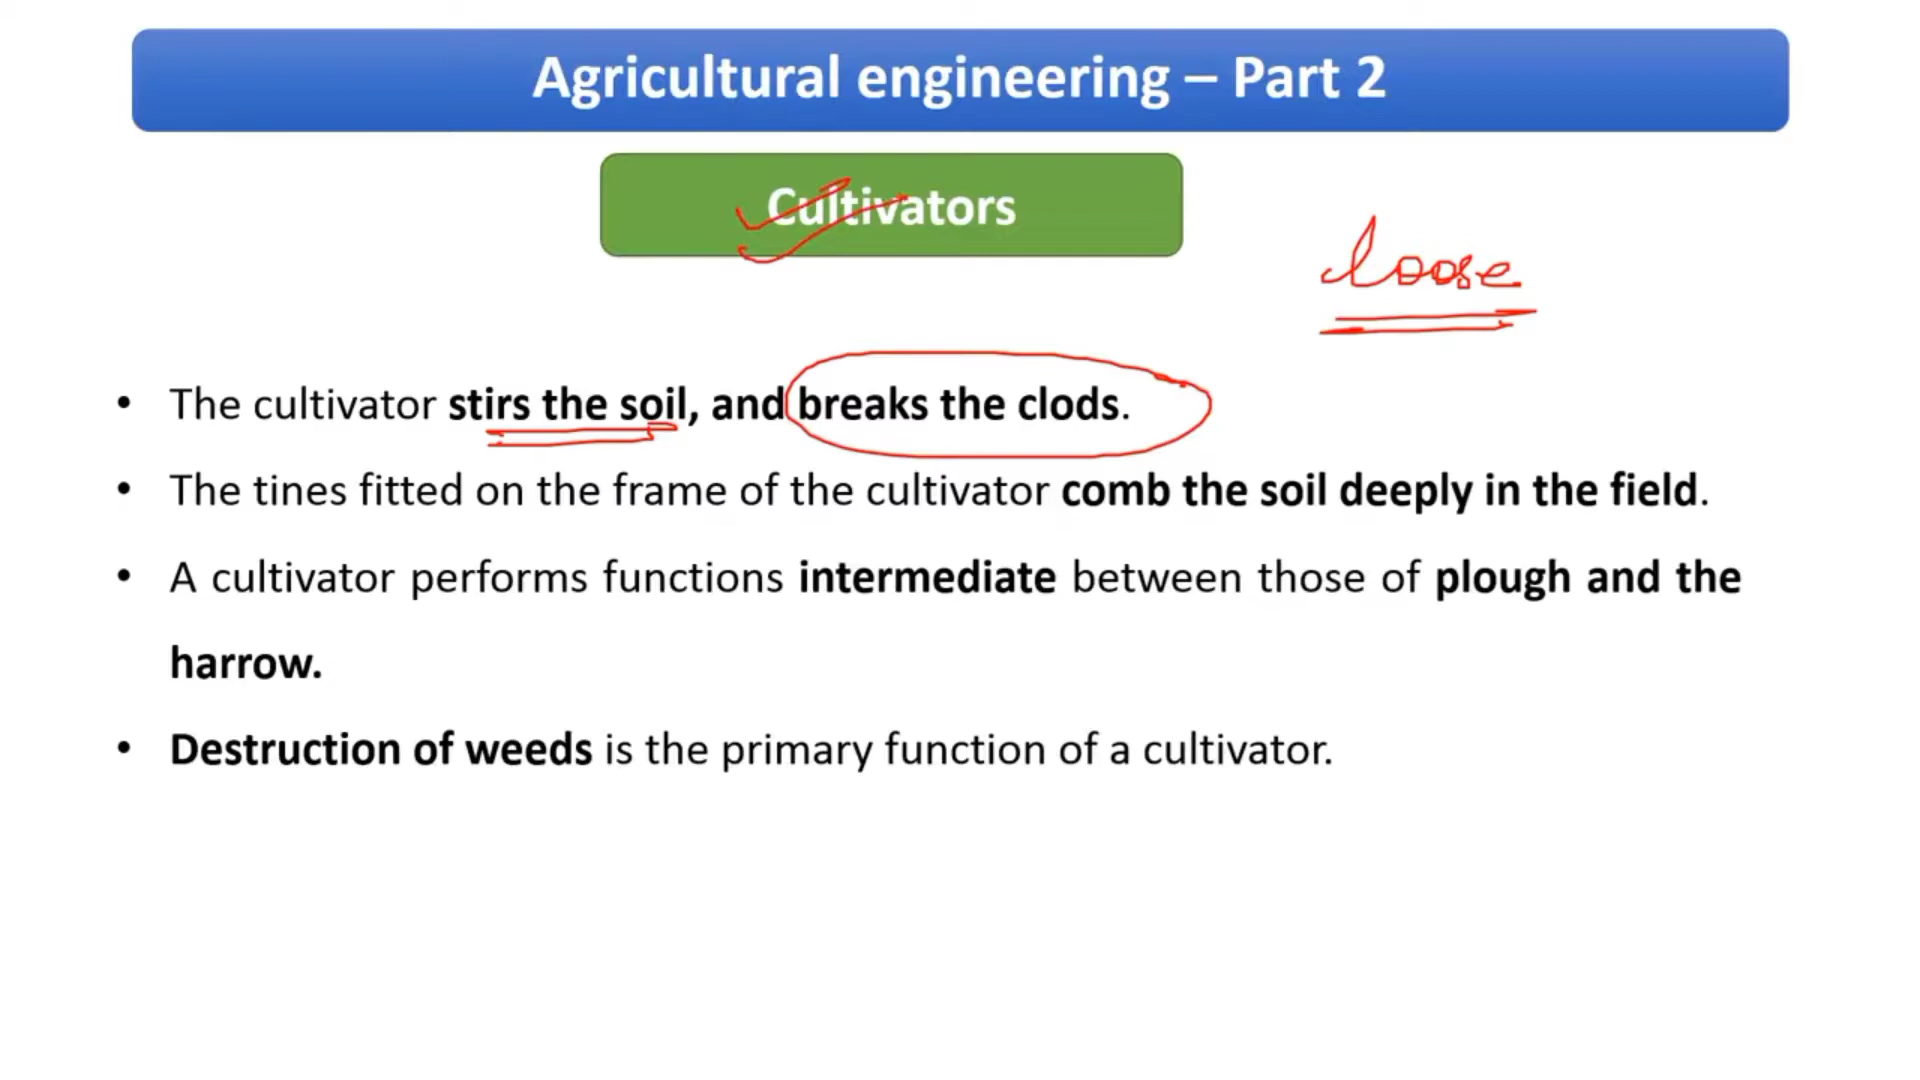 Agricultural engineering – Part 2
Cultivators
loose
• The cultivator stirs the soil, and breaks the clods.
• The tines fitted on the frame of the cultivator comb the soil deeply in the field.
• A cultivator performs functions intermediate between those of plough and the
harrow.
• Destruction of weeds is the primary function of a cultivator.